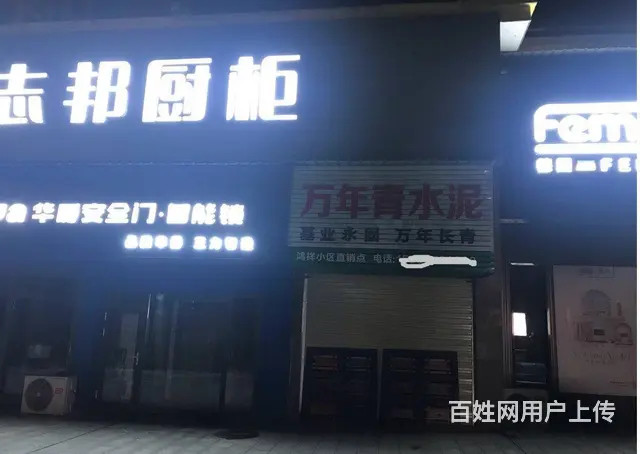 志邦厨柜
华爵安全门·智能锁
万年青水泥
基业永固 万年长青
鸿祥小区直销点 电话:
Fem
百姓网用户上传